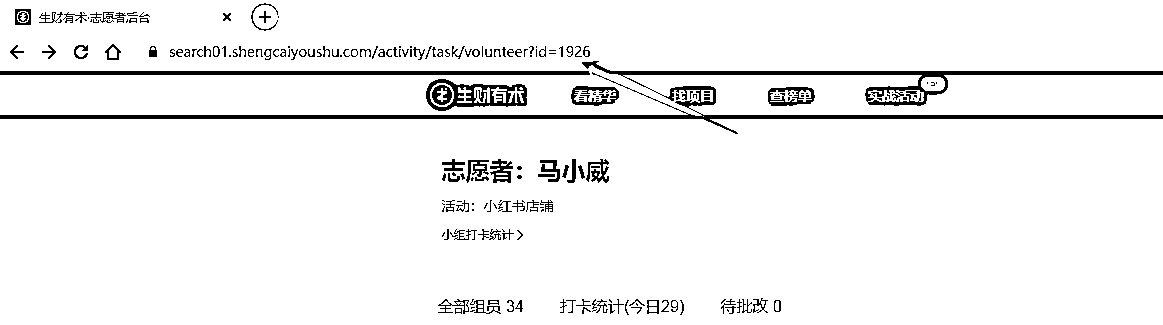 生财有术·志愿者后台
search01.shengcaiyoushu.com/activity/task/volunteer?id=1926
生财有术 看精华 找项目 查榜单 实战活动
志愿者：马小威
活动：小红书店铺
小组打卡统计 >
全部组员 34 打卡统计(今日29) 待批改 0